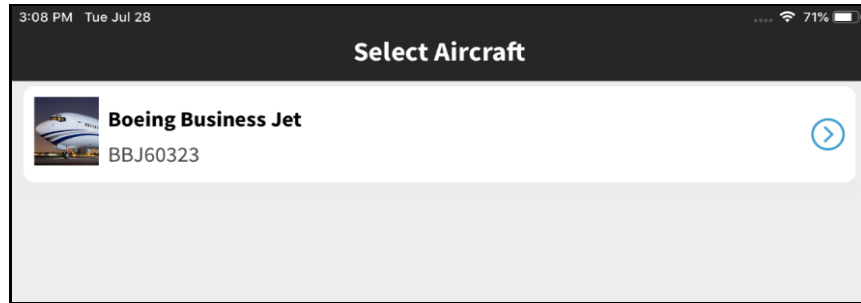 3:08 PM Tue Jul 28 71%
Select Aircraft
Boeing Business Jet
BBJ60323